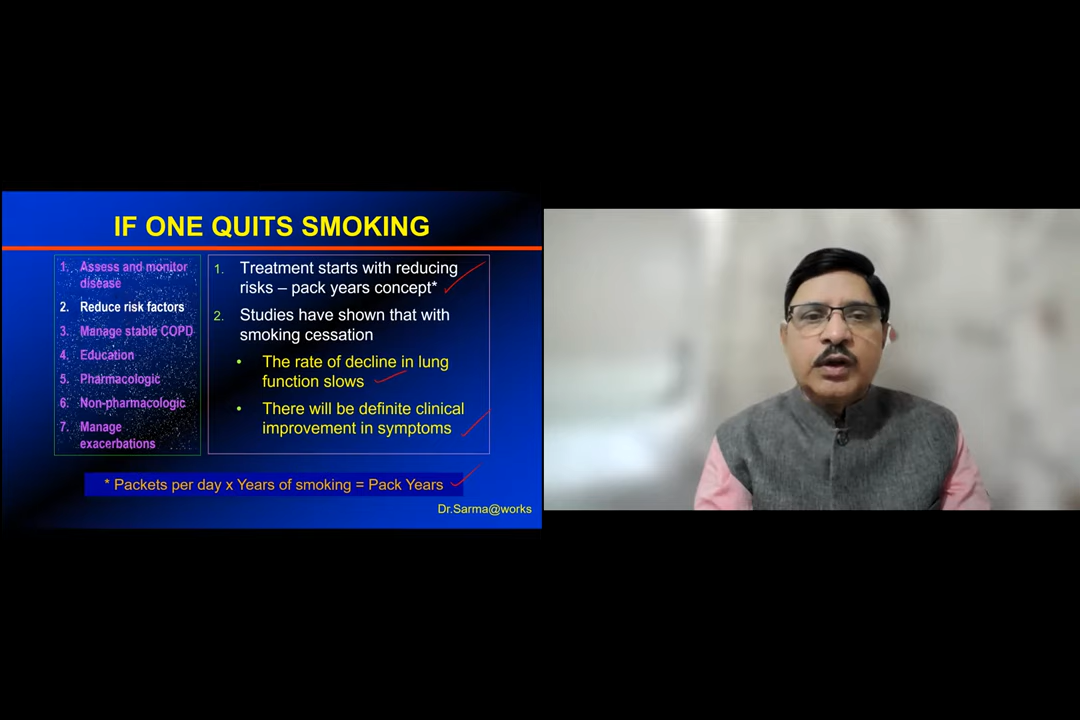 IF ONE QUITS SMOKING
1. Assess and monitor
disease
2. Reduce risk factors
3. Manage stable COPD
4. Education
5. Pharmacologic
6. Non-pharmacologic
7. Manage
exacerbations
1. Treatment starts with reducing
risks – pack years concept*
2. Studies have shown that with
smoking cessation
• The rate of decline in lung
function slows
• There will be definite clinical
improvement in symptoms
* Packets per day x Years of smoking = Pack Years
Dr.Sarma@works